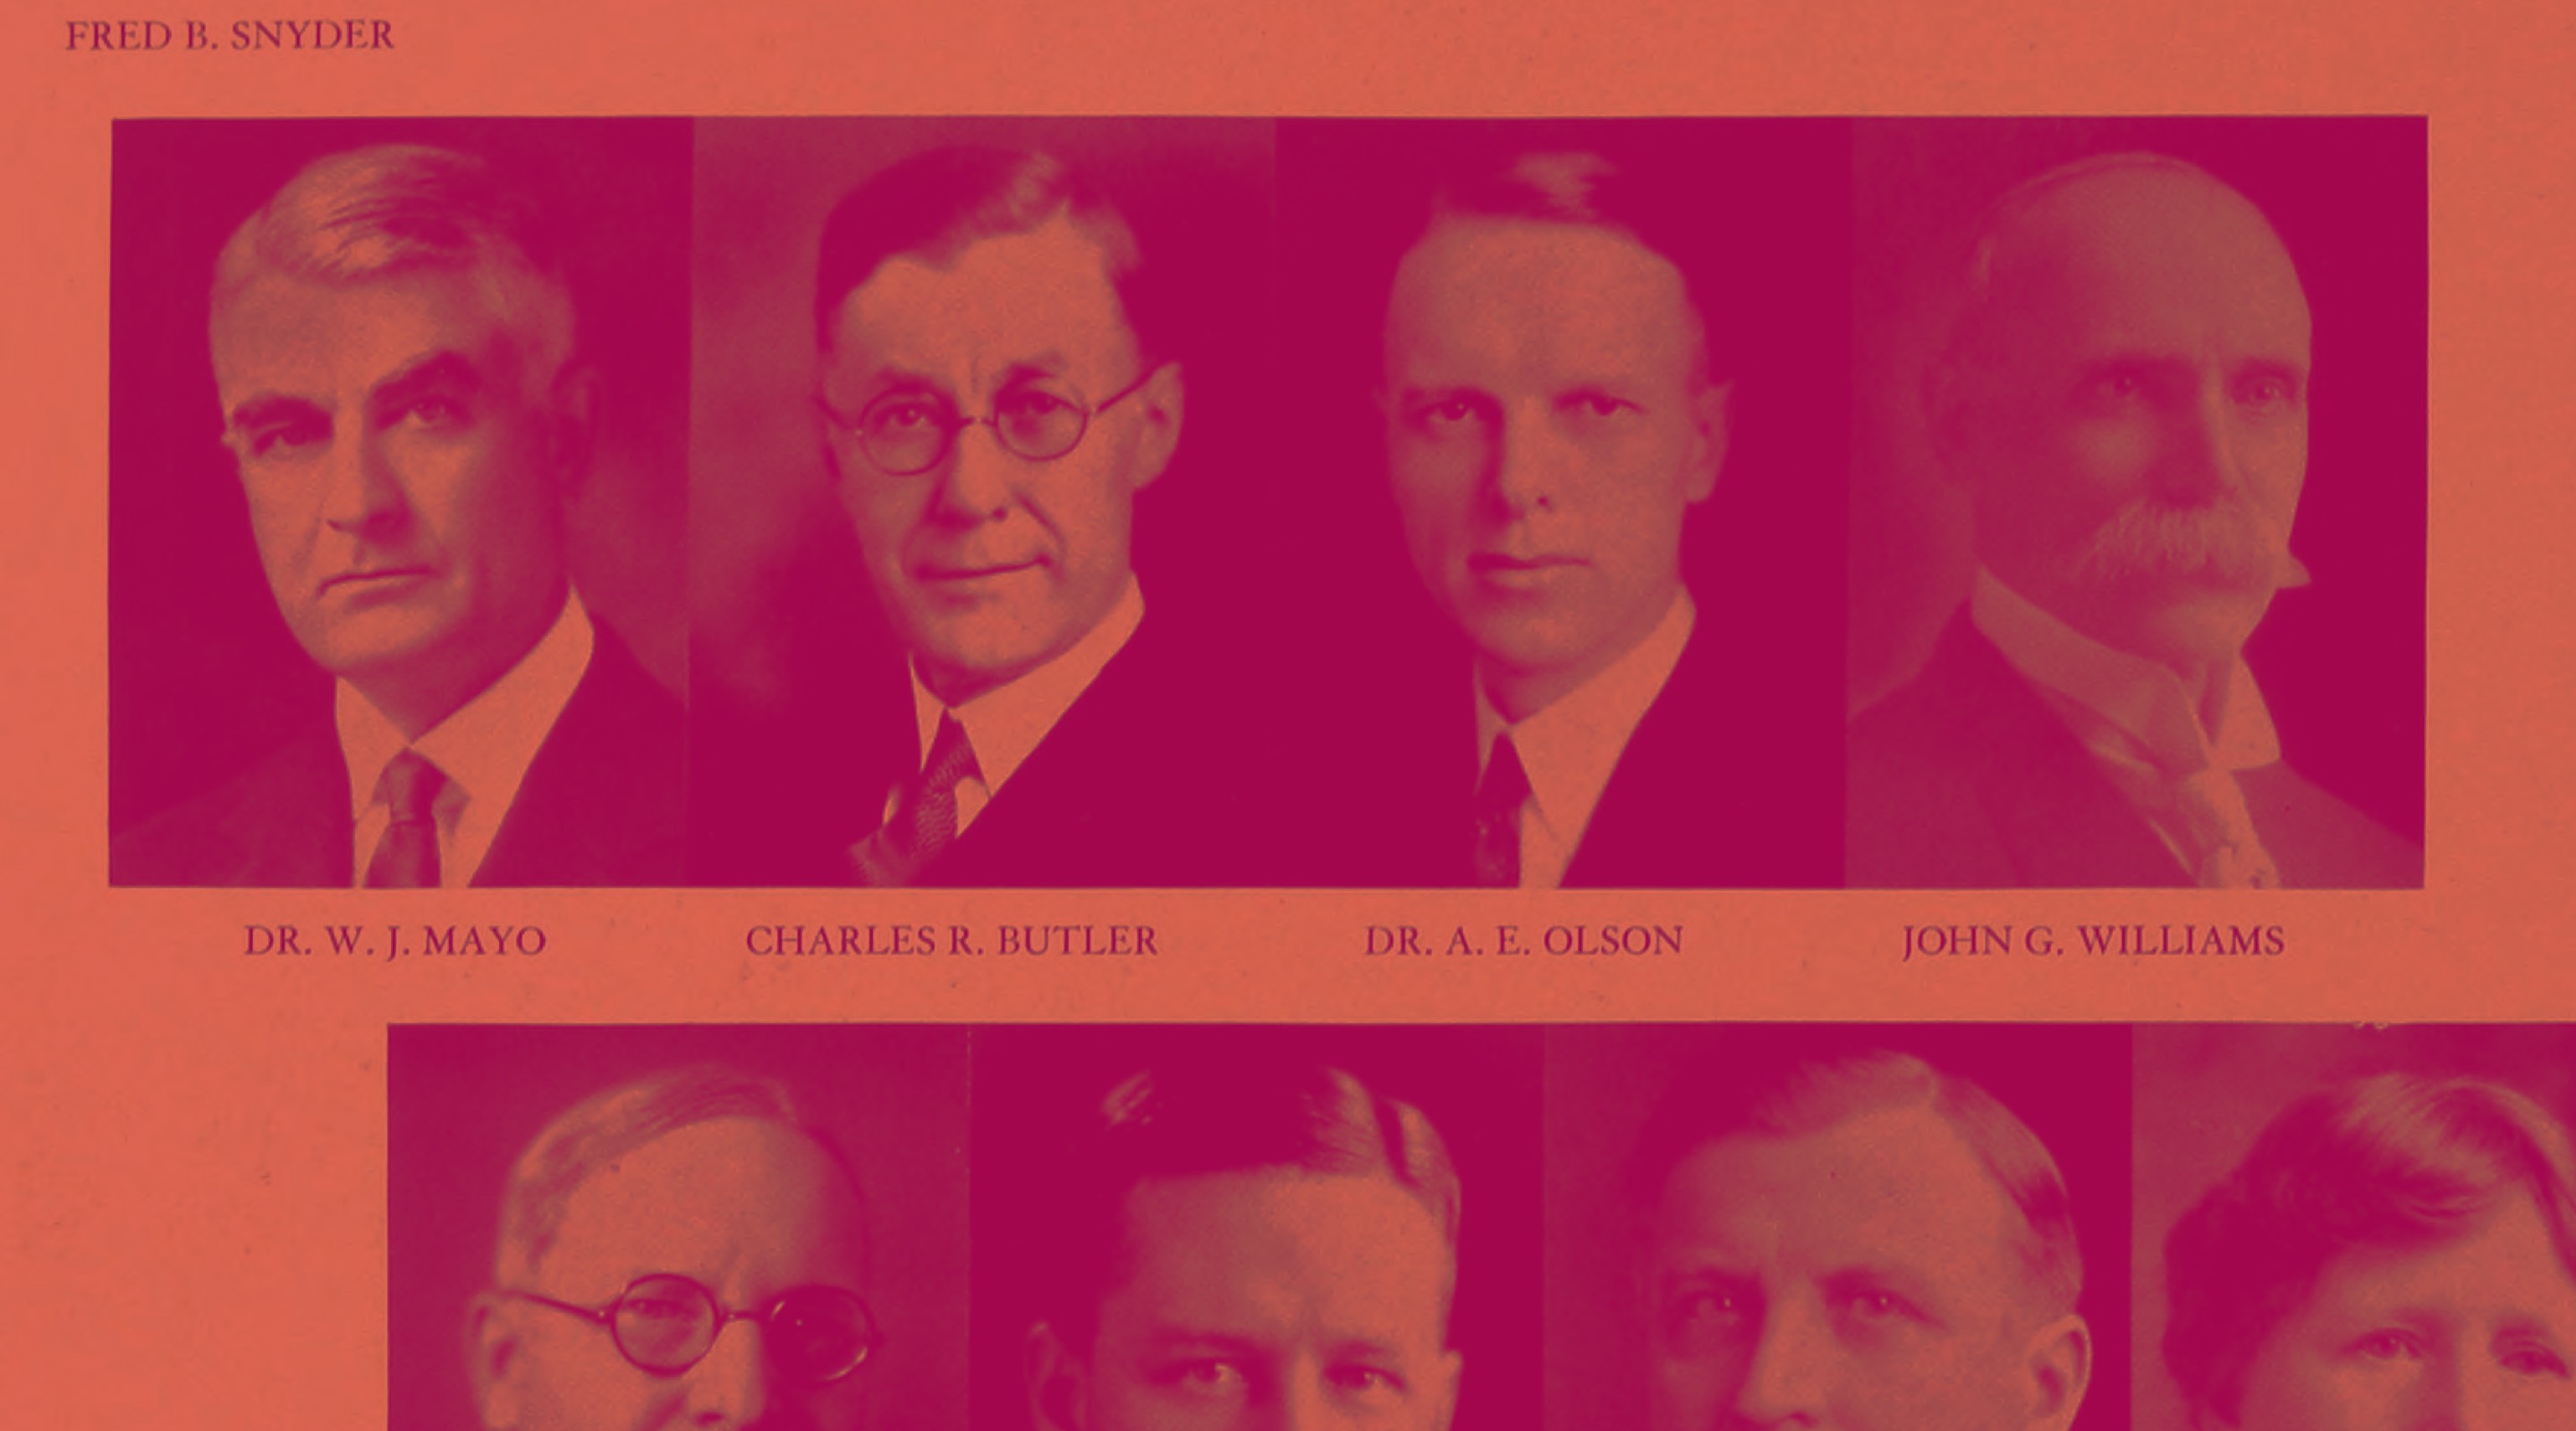 FRED B. SNYDER
DR. W. J. MAYO
CHARLES R. BUTLER
DR. A. E. OLSON
JOHN G. WILLIAMS